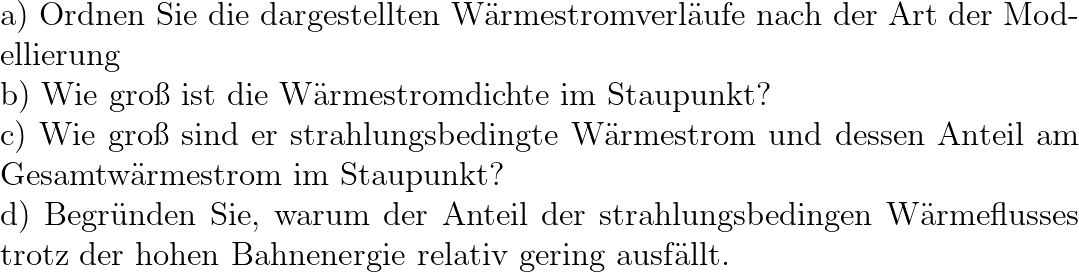 a) Ordnen Sie die dargestellten Wärmestromverläufe nach der Art der Mod-
ellierung
b) Wie groß ist die Wärmestromdichte im Staupunkt?
c) Wie groß sind er strahlungsbedingte Wärmestrom und dessen Anteil am
Gesamtwärmestrom im Staupunkt?
d) Begründen Sie, warum der Anteil der strahlungsbedingen Wärmeflusses
trotz der hohen Bahnenergie relativ gering ausfällt.